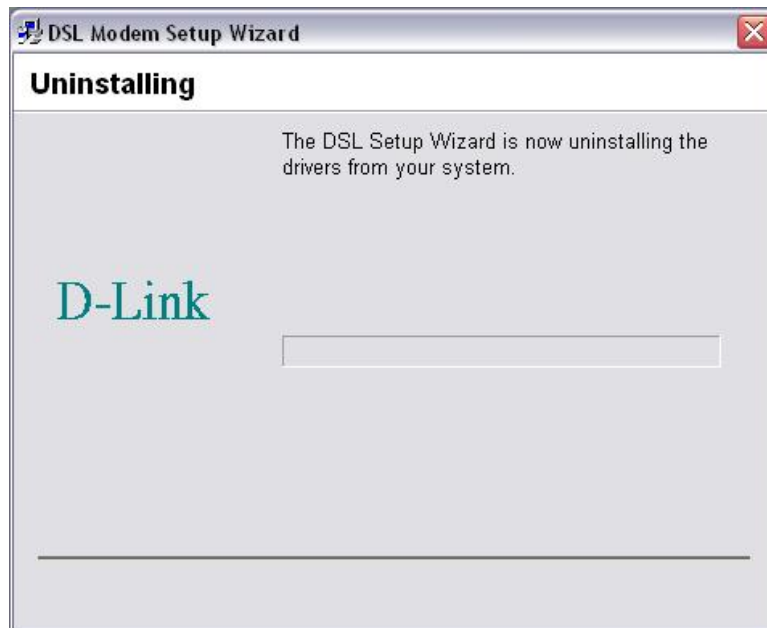 DSL Modem Setup Wizard
Uninstalling
The DSL Setup Wizard is now uninstalling the
drivers from your system.
D-Link